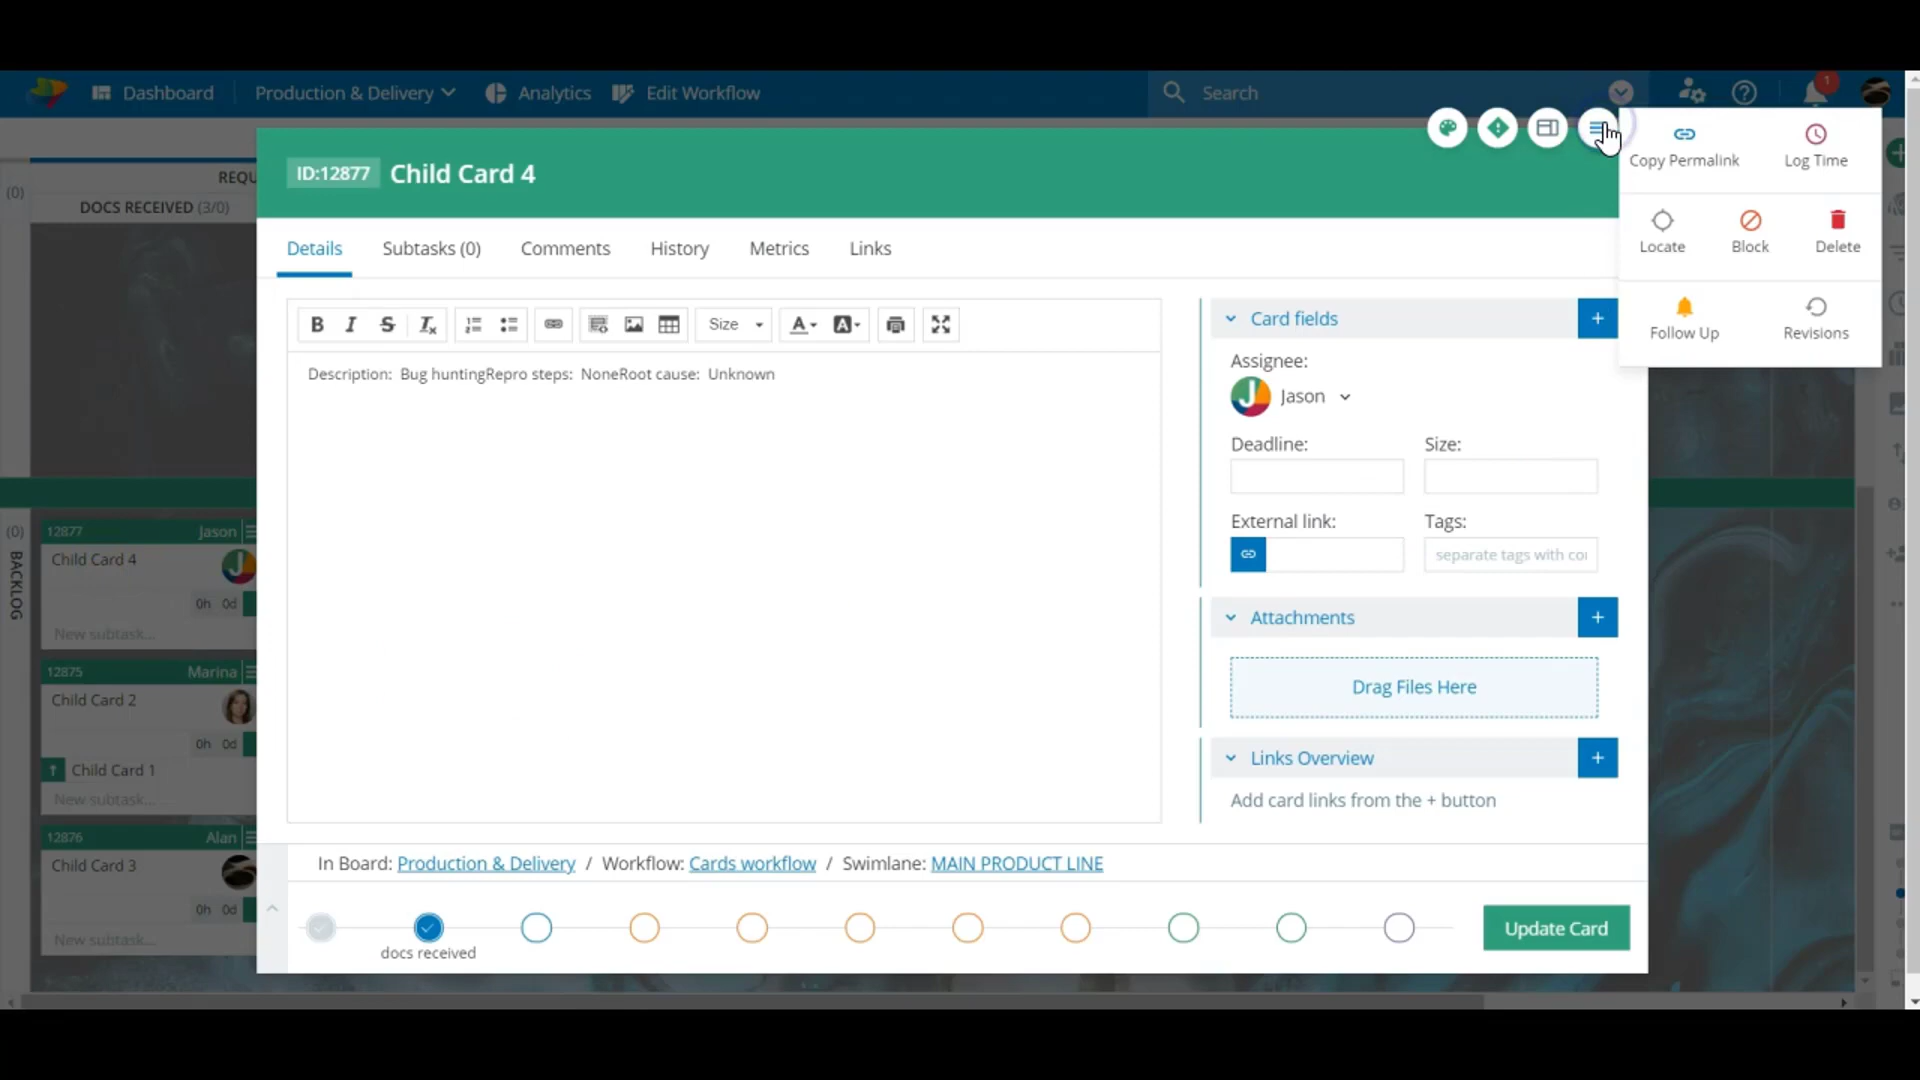 Dashboard
Production & Delivery
Analytics
Edit Workflow
Search
1
Copy Permalink
Log Time
Locate
Block
Delete
Follow Up
Revisions
ID:12877
Child Card 4
Details
Subtasks (0)
Comments
History
Metrics
Links
(0)
REQU
DOCS RECEIVED (3/0)
Size
Description: Bug huntingRepro steps: NoneRoot cause: Unknown
Card fields
Assignee:
Jason
Deadline:
Size:
External link:
Tags:
separate tags with co
Attachments
Drag Files Here
Links Overview
Add card links from the + button
(0)
BACKLOG
12877
Jason
Child Card 4
0h 0d
New subtask...
12875
Marina
Child Card 2
0h 0d
Child Card 1
New subtask...
12876
Alan
Child Card 3
0h 0d
New subtask...
In Board: Production & Delivery / Workflow: Cards workflow / Swimlane: MAIN PRODUCT LINE
docs received
Update Card